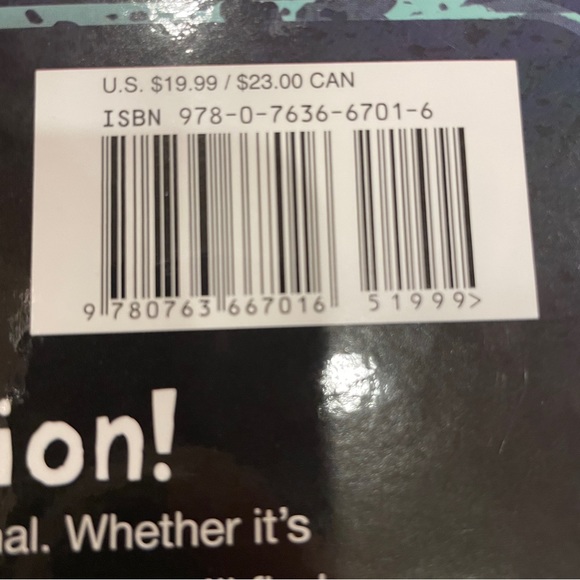 U.S. $19.99 / $23.00 CAN
ISBN 978-0-7636-6701-6
9 780763 667016 51999>
ion!
al. Whether it's